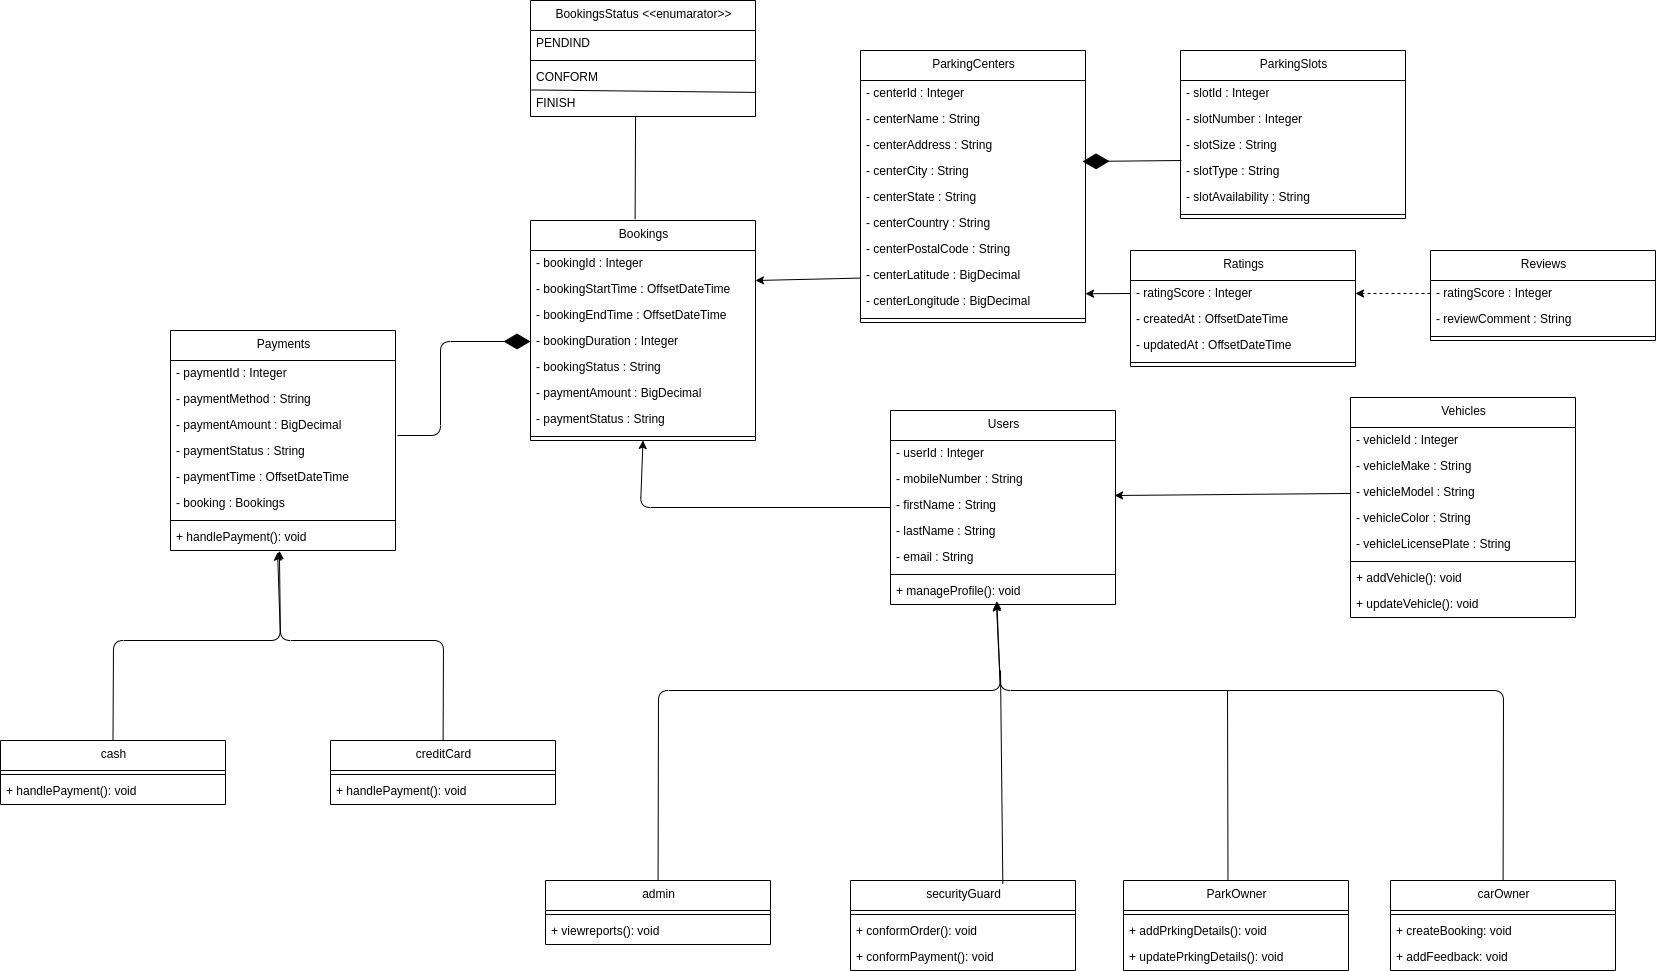 BookingsStatus <<enumarator>>
PENDIND
CONFORM
FINISH
ParkingCenters
- centerId : Integer
- centerName : String
- centerAddress : String
- centerCity : String
- centerState : String
- centerCountry : String
- centerPostalCode : String
- centerLatitude : BigDecimal
- centerLongitude : BigDecimal
ParkingSlots
- slotId : Integer
- slotNumber : Integer
- slotSize : String
- slotType : String
- slotAvailability : String
Bookings
- bookingId : Integer
- bookingStartTime : OffsetDateTime
- bookingEndTime : OffsetDateTime
- bookingDuration : Integer
- bookingStatus : String
- paymentAmount : BigDecimal
- paymentStatus : String
Ratings
- ratingScore : Integer
- createdAt : OffsetDateTime
- updatedAt : OffsetDateTime
Reviews
- ratingScore : Integer
- reviewComment : String
Payments
- paymentId : Integer
- paymentMethod : String
- paymentAmount : BigDecimal
- paymentStatus : String
- paymentTime : OffsetDateTime
- booking : Bookings
+ handlePayment(): void
Users
- userId : Integer
- mobileNumber : String
- firstName : String
- lastName : String
- email : String
+ manageProfile(): void
Vehicles
- vehicleId : Integer
- vehicleMake : String
- vehicleModel : String
- vehicleColor : String
- vehicleLicensePlate : String
+ addVehicle(): void
+ updateVehicle(): void
cash
+ handlePayment(): void
creditCard
+ handlePayment(): void
admin
+ viewreports(): void
securityGuard
+ conformOrder(): void
+ conformPayment(): void
ParkOwner
+ addPrkingDetails(): void
+ updatePrkingDetails(): void
carOwner
+ createBooking: void
+ addFeedback: void